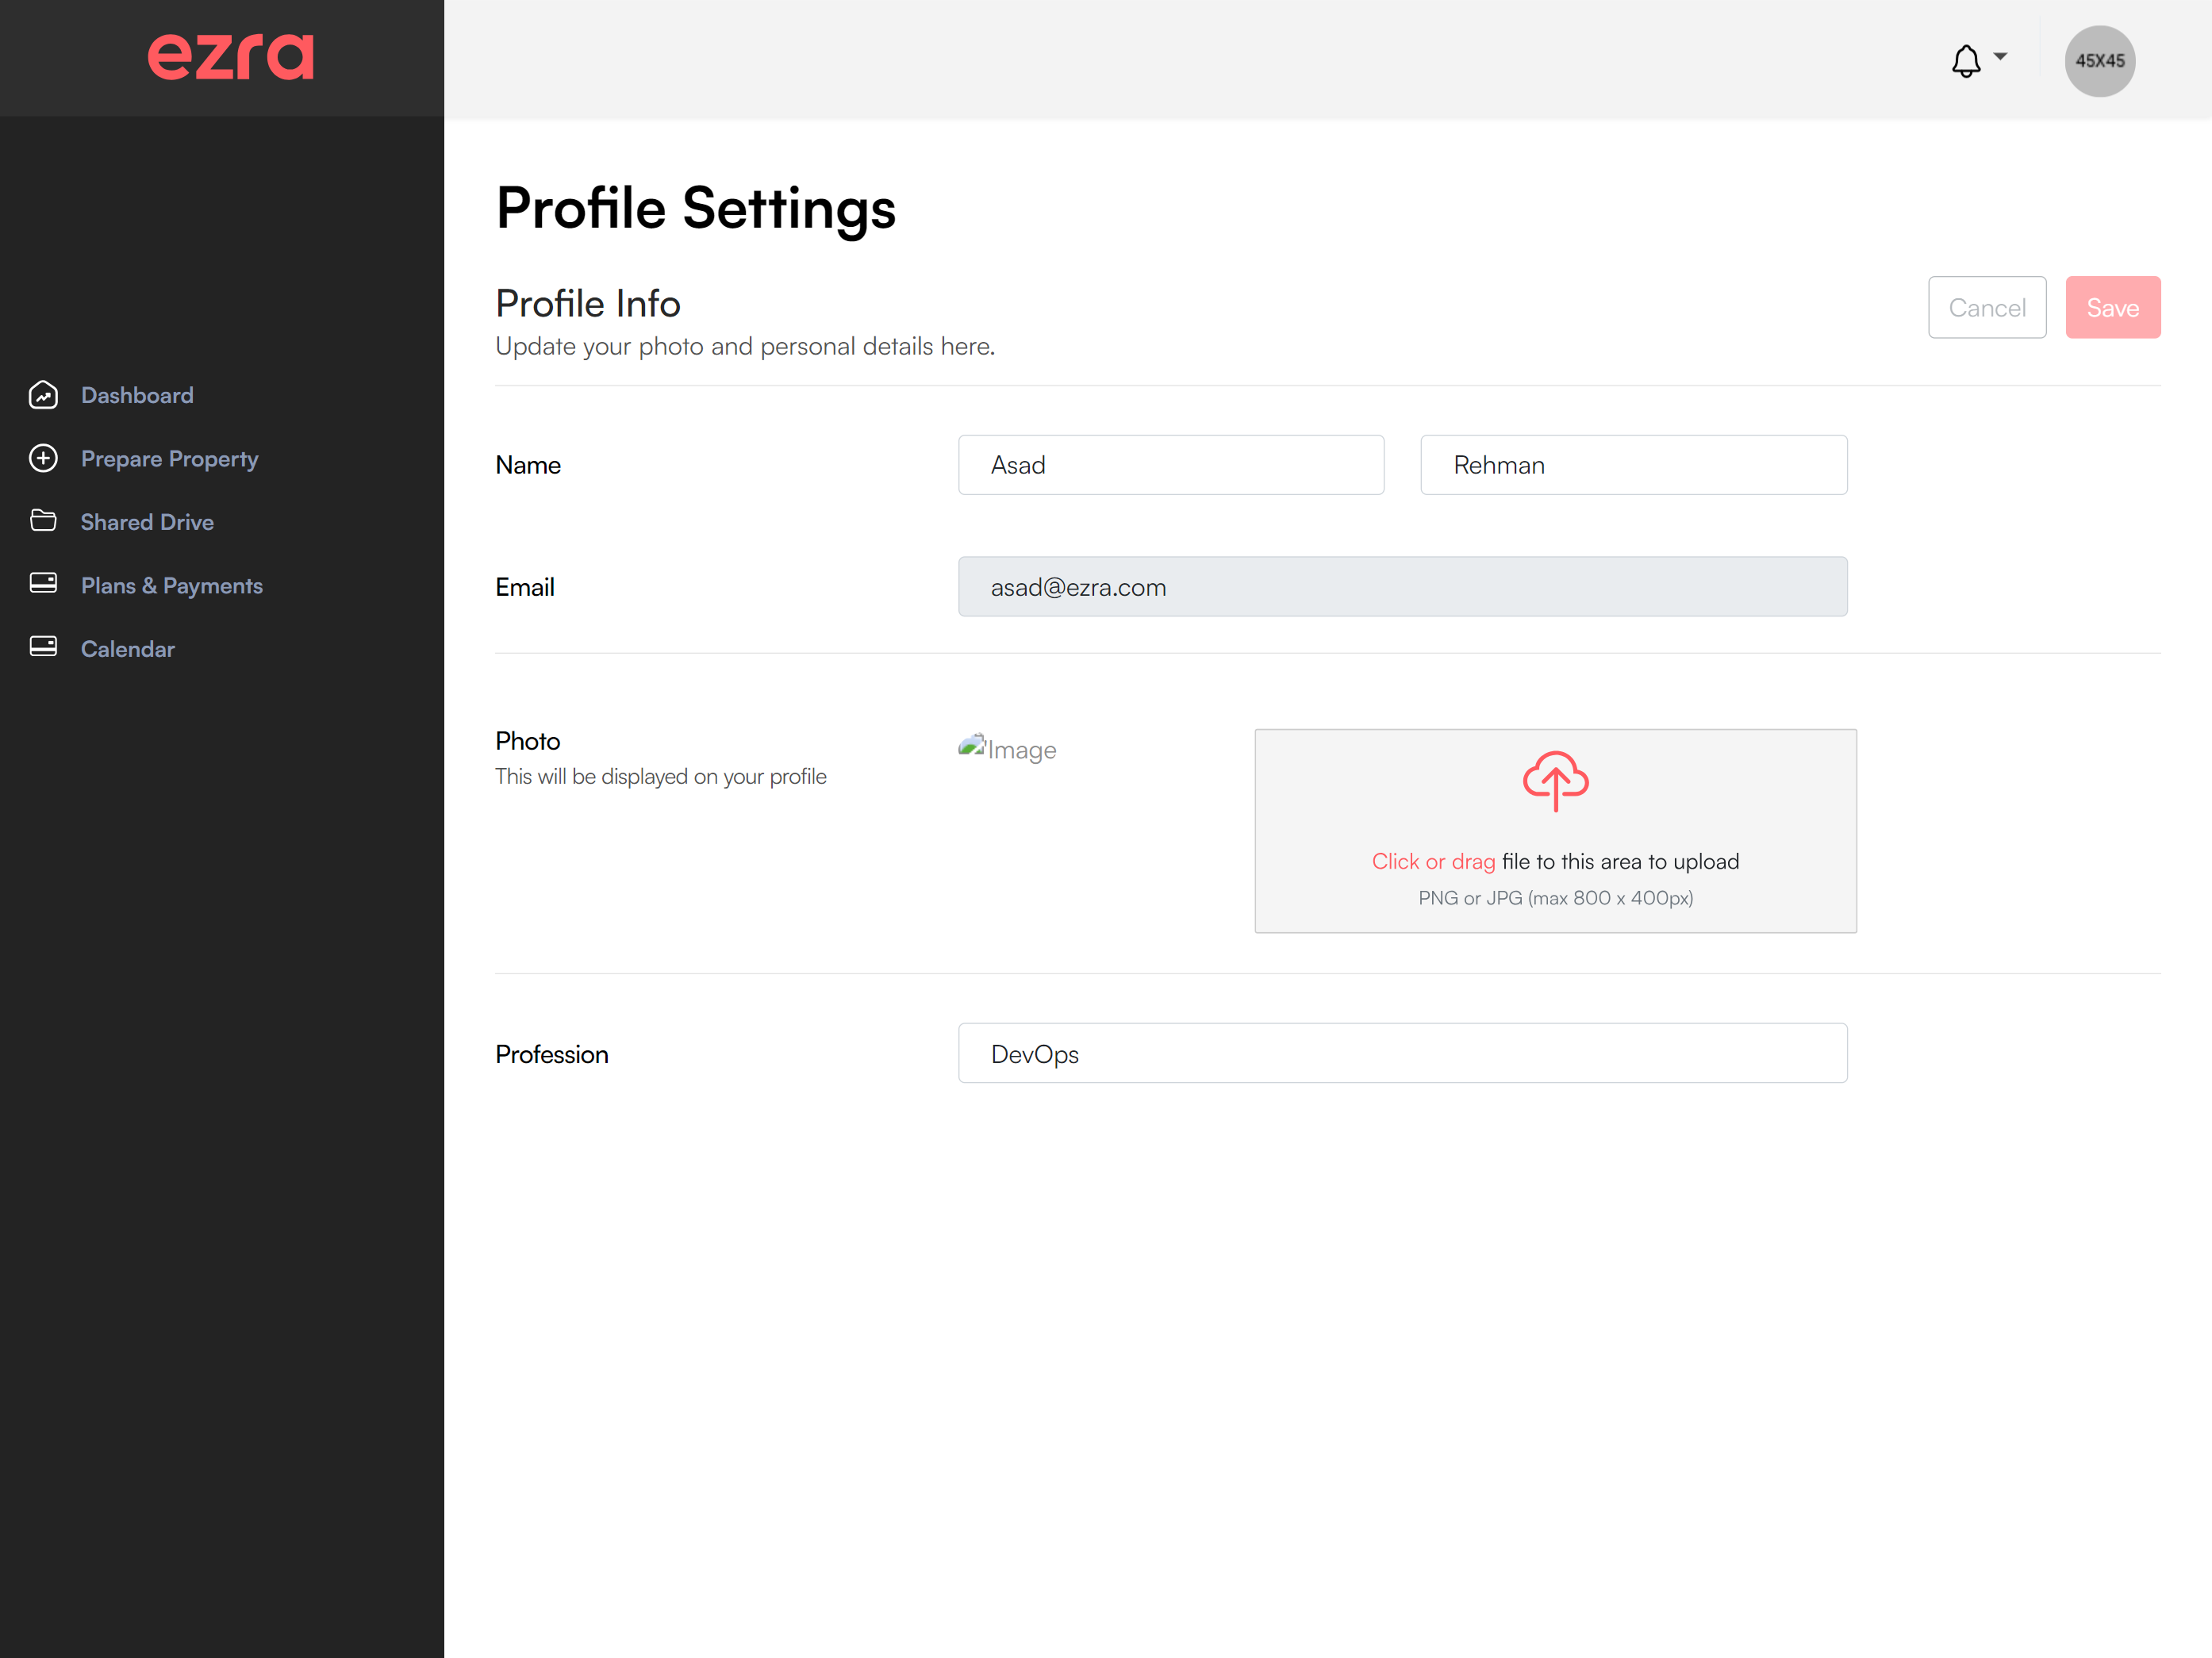 ezra
45X45
Profile Settings
Profile Info
Update your photo and personal details here.
Cancel
Save
Dashboard
Prepare Property
Shared Drive
Plans & Payments
Calendar
Name
Asad
Rehman
Email
asad@ezra.com
Photo
This will be displayed on your profile
Image
Click or drag file to this area to upload
PNG or JPG (max 800 x 400px)
Profession
DevOps